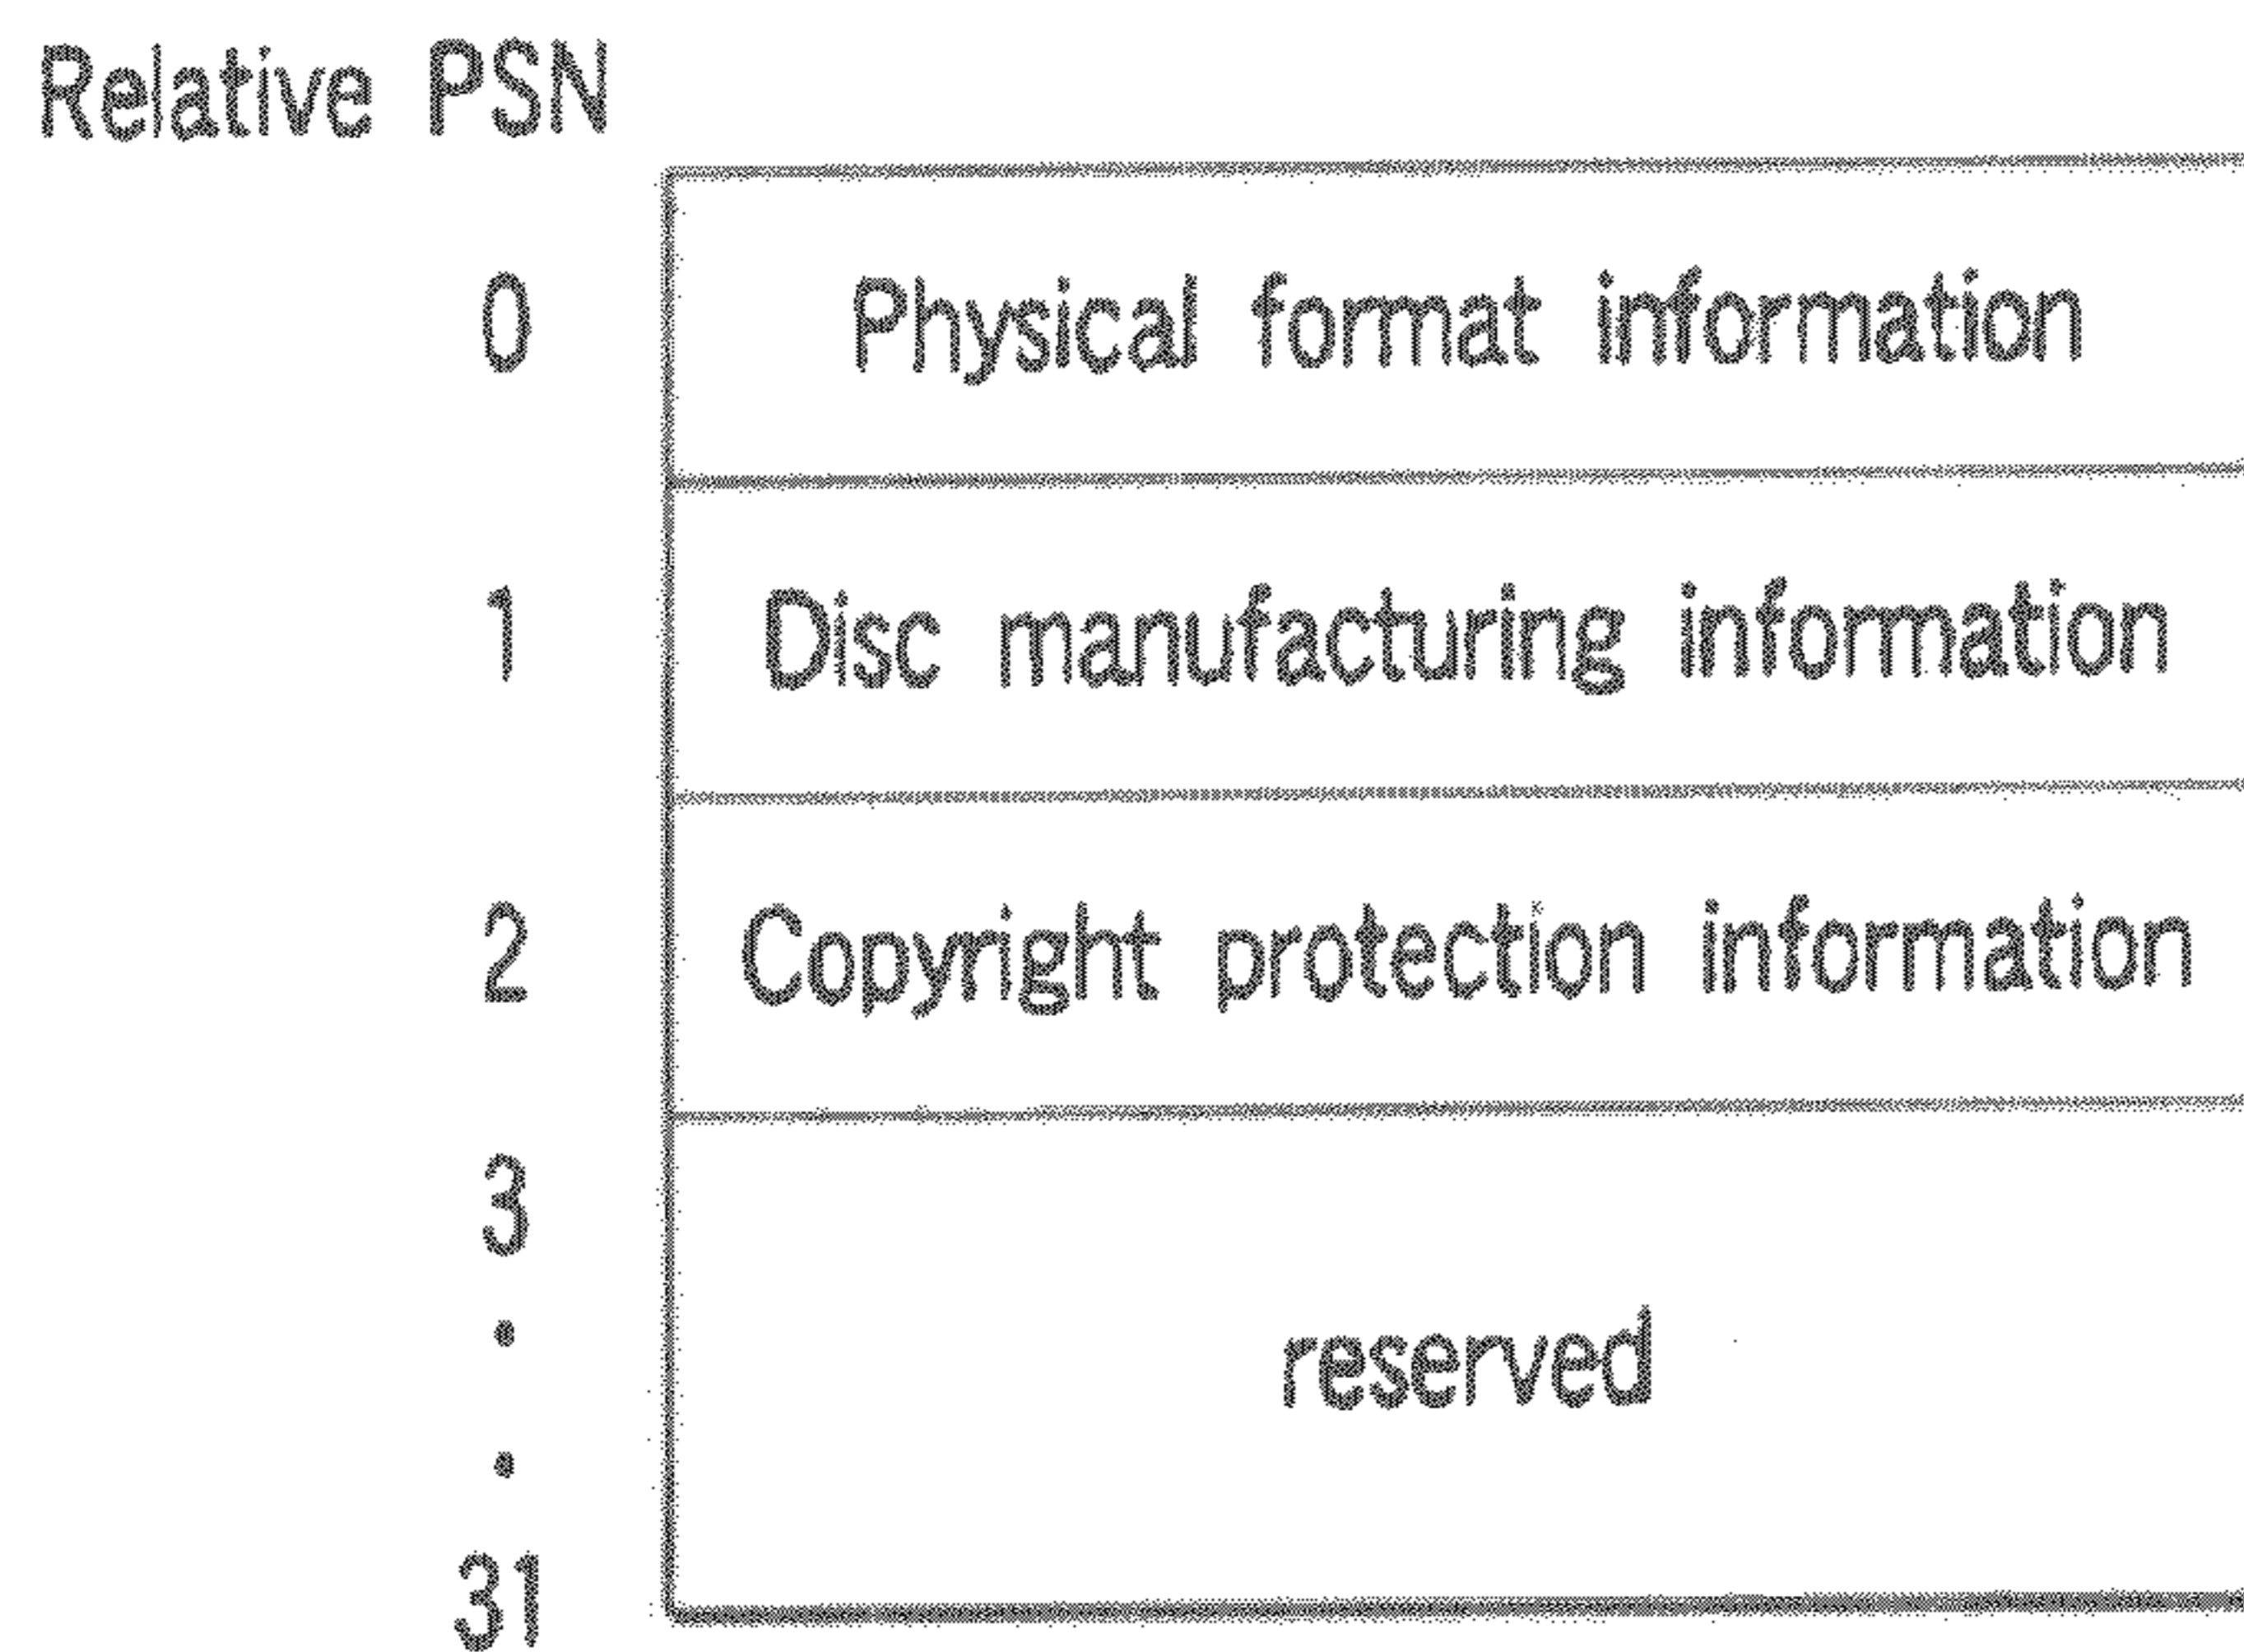 Relative PSN
0 Physical format information
1 Disc manufacturing information
2 Copyright protection information
3
reserved
31